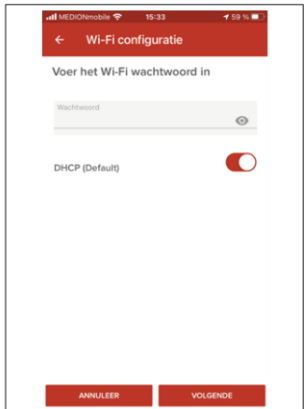 MEDIONmobile 15:33 59 %
Wi-Fi configuratie
Voer het Wi-Fi wachtwoord in
Wachtwoord
DHCP (Default)
ANNULEER VOLGENDE